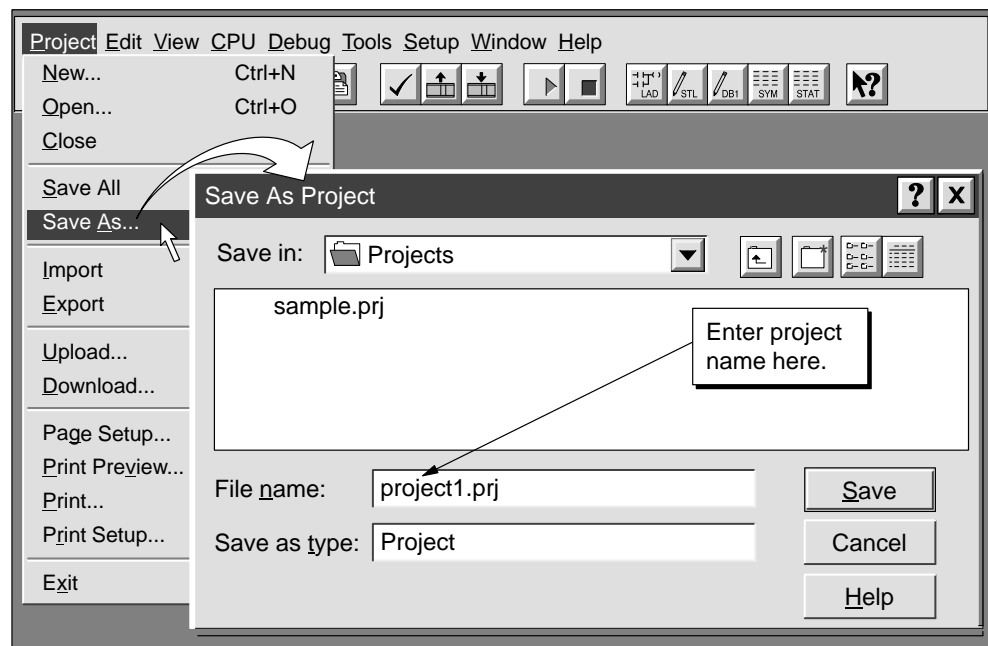 Project Edit View CPU Debug Tools Setup Window Help
New... Ctrl+N
Open... Ctrl+O
Close
Save All
Save As...
Import
Export
Upload...
Download...
Page Setup...
Print Preview...
Print...
Print Setup...
Exit
LAD STL DB1 SYM STAT ?
Save As Project ? X
Save in: Projects
sample.prj
Enter project
name here.
File name: project1.prj
Save
Save as type: Project
Cancel
Help